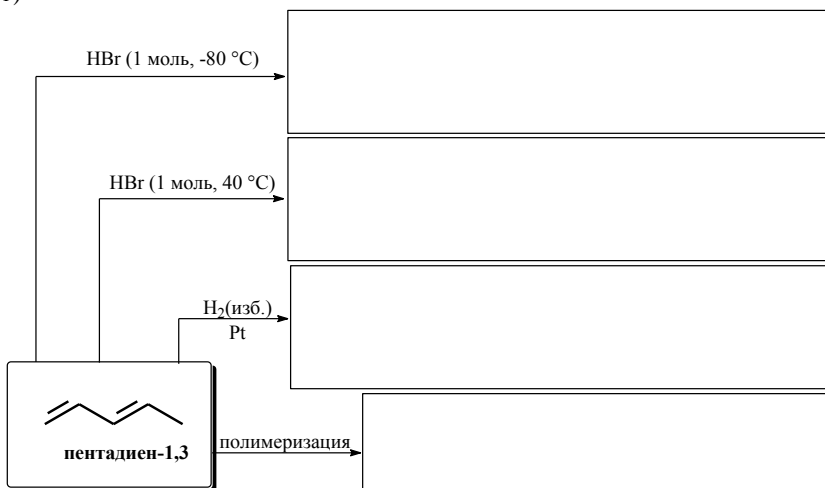 HBr (1 моль, -80 °C)
HBr (1 моль, 40 °C)
H₂(изб.)
Pt
пентадиен-1,3
полимеризация